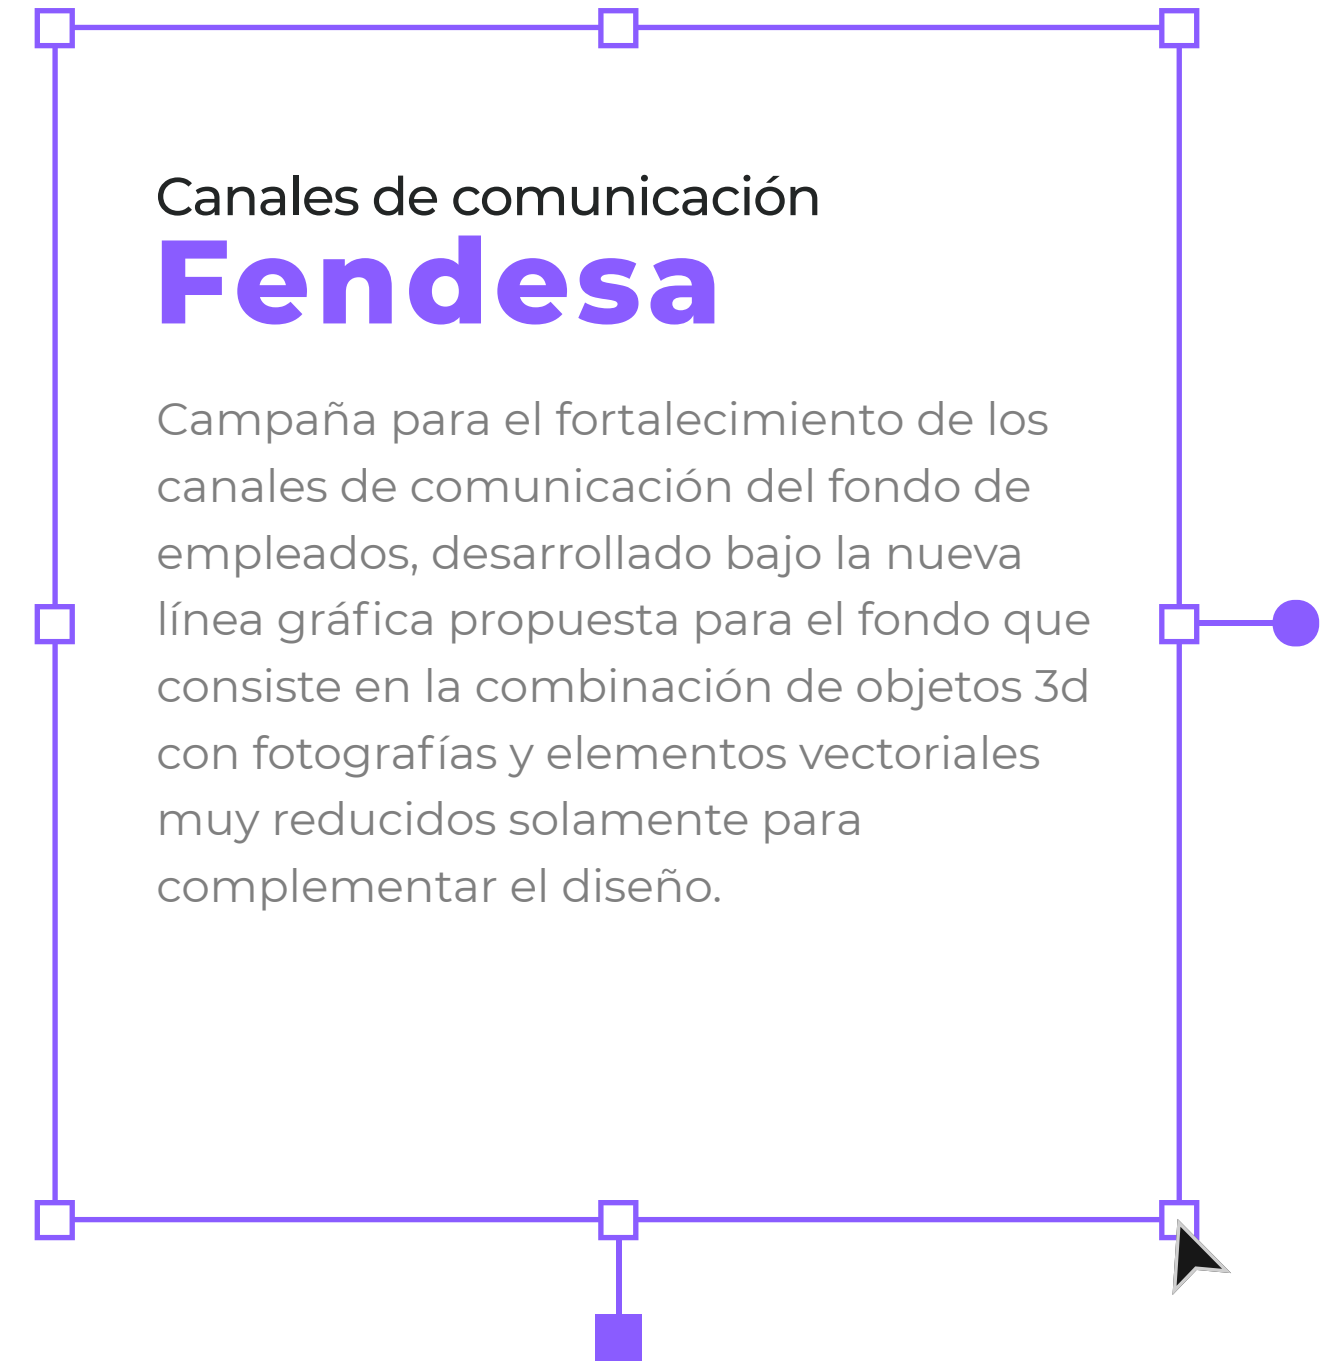 Canales de comunicación
Fendesa
Campaña para el fortalecimiento de los
canales de comunicación del fondo de
empleados, desarrollado bajo la nueva
línea gráfica propuesta para el fondo que
consiste en la combinación de objetos 3d
con fotografías y elementos vectoriales
muy reducidos solamente para
complementar el diseño.